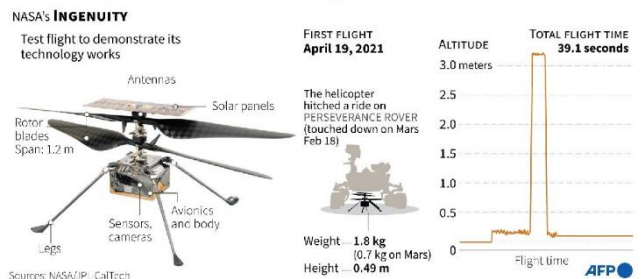 NASA's INGENUITY
Test flight to demonstrate its
technology works
Antennas
Solar panels
Rotor
blades
Span: 1.2 m
Sensors,
cameras
Avionics
and body
Legs
Sources: NASA/JPL-CalTech
FIRST FLIGHT
April 19, 2021
The helicopter
hitched a ride on
PERSEVERANCE ROVER
(touched down on Mars
Feb 18)
Weight 1.8 kg
(0.7 kg on Mars)
Height 0.49 m
ALTITUDE
TOTAL FLIGHT TIME
39.1 seconds
3.0 meters
2.5
2.0
1.5
1.0
0.5
0
Flight time
AFP